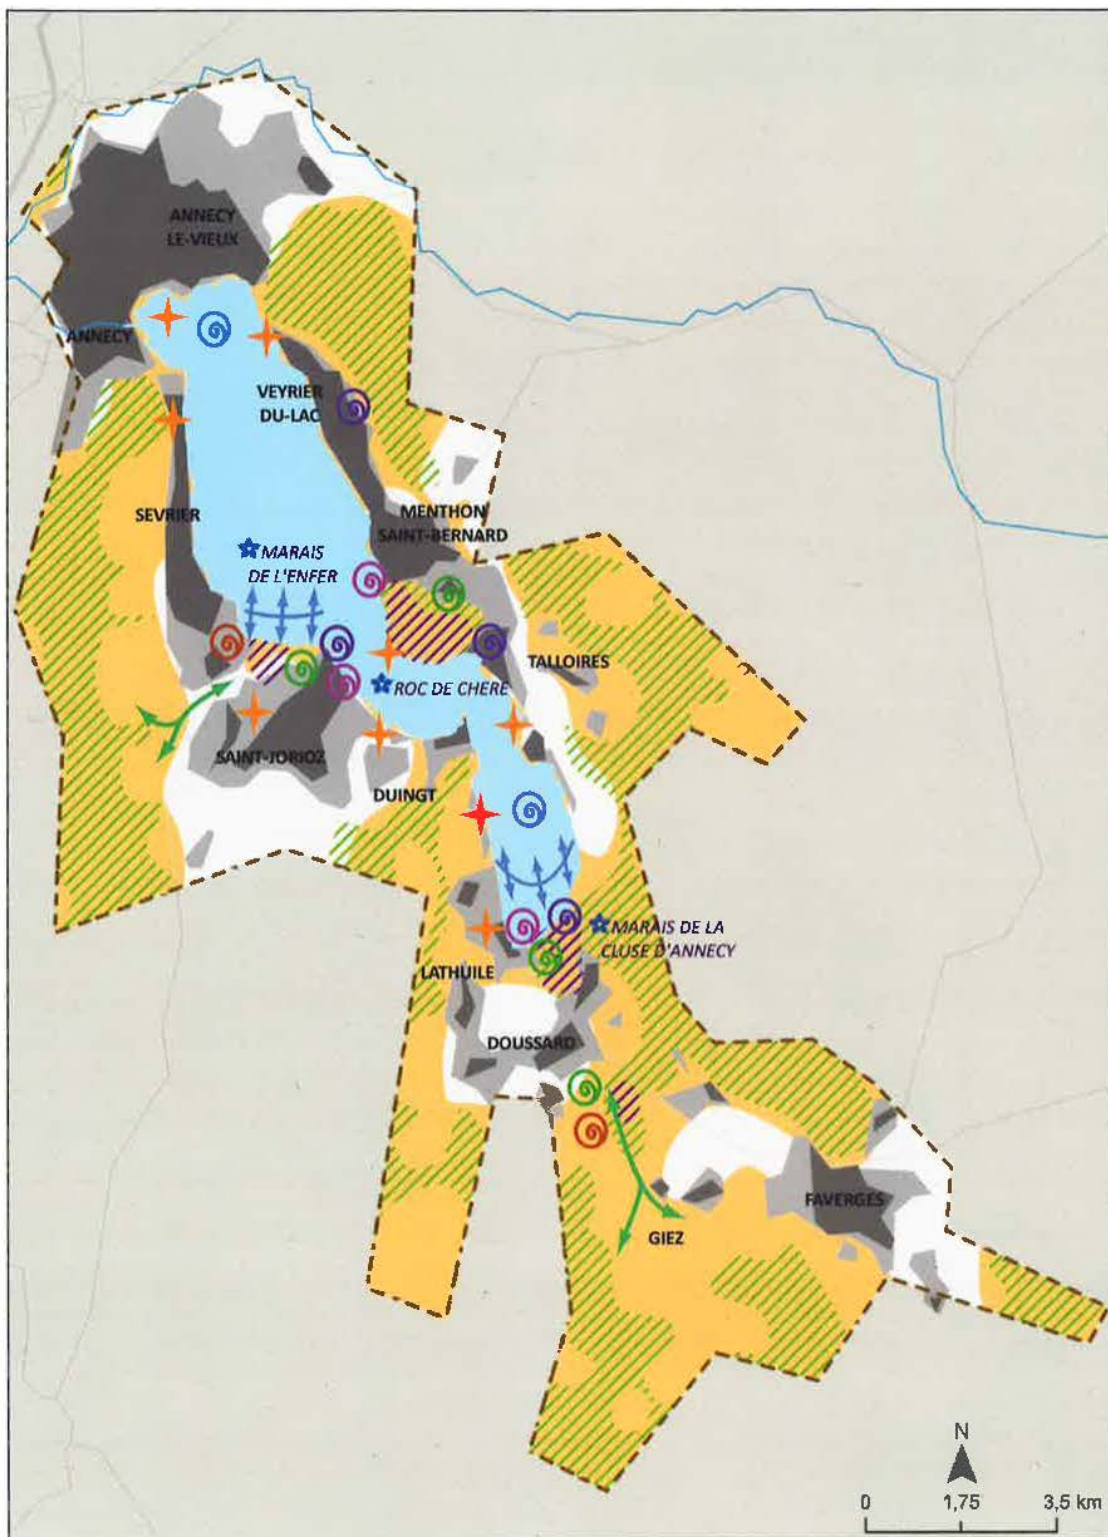 ANNECY
LE-VIEUX
ANNECY
VEYRIER
DU-LAC
SEVRIER
MENTHON
SAINT-BERNARD
MARAIS
DE L'ENFER
TALLOIRES
ROC DE CHERE
SAINT-JORIOZ
DUINGT
MARAIS DE LA
CLUSE D'ANNECY
LATHUILE
DOUSSARD
FAVERGES
GIEZ
N
0 1,75 3,5 km